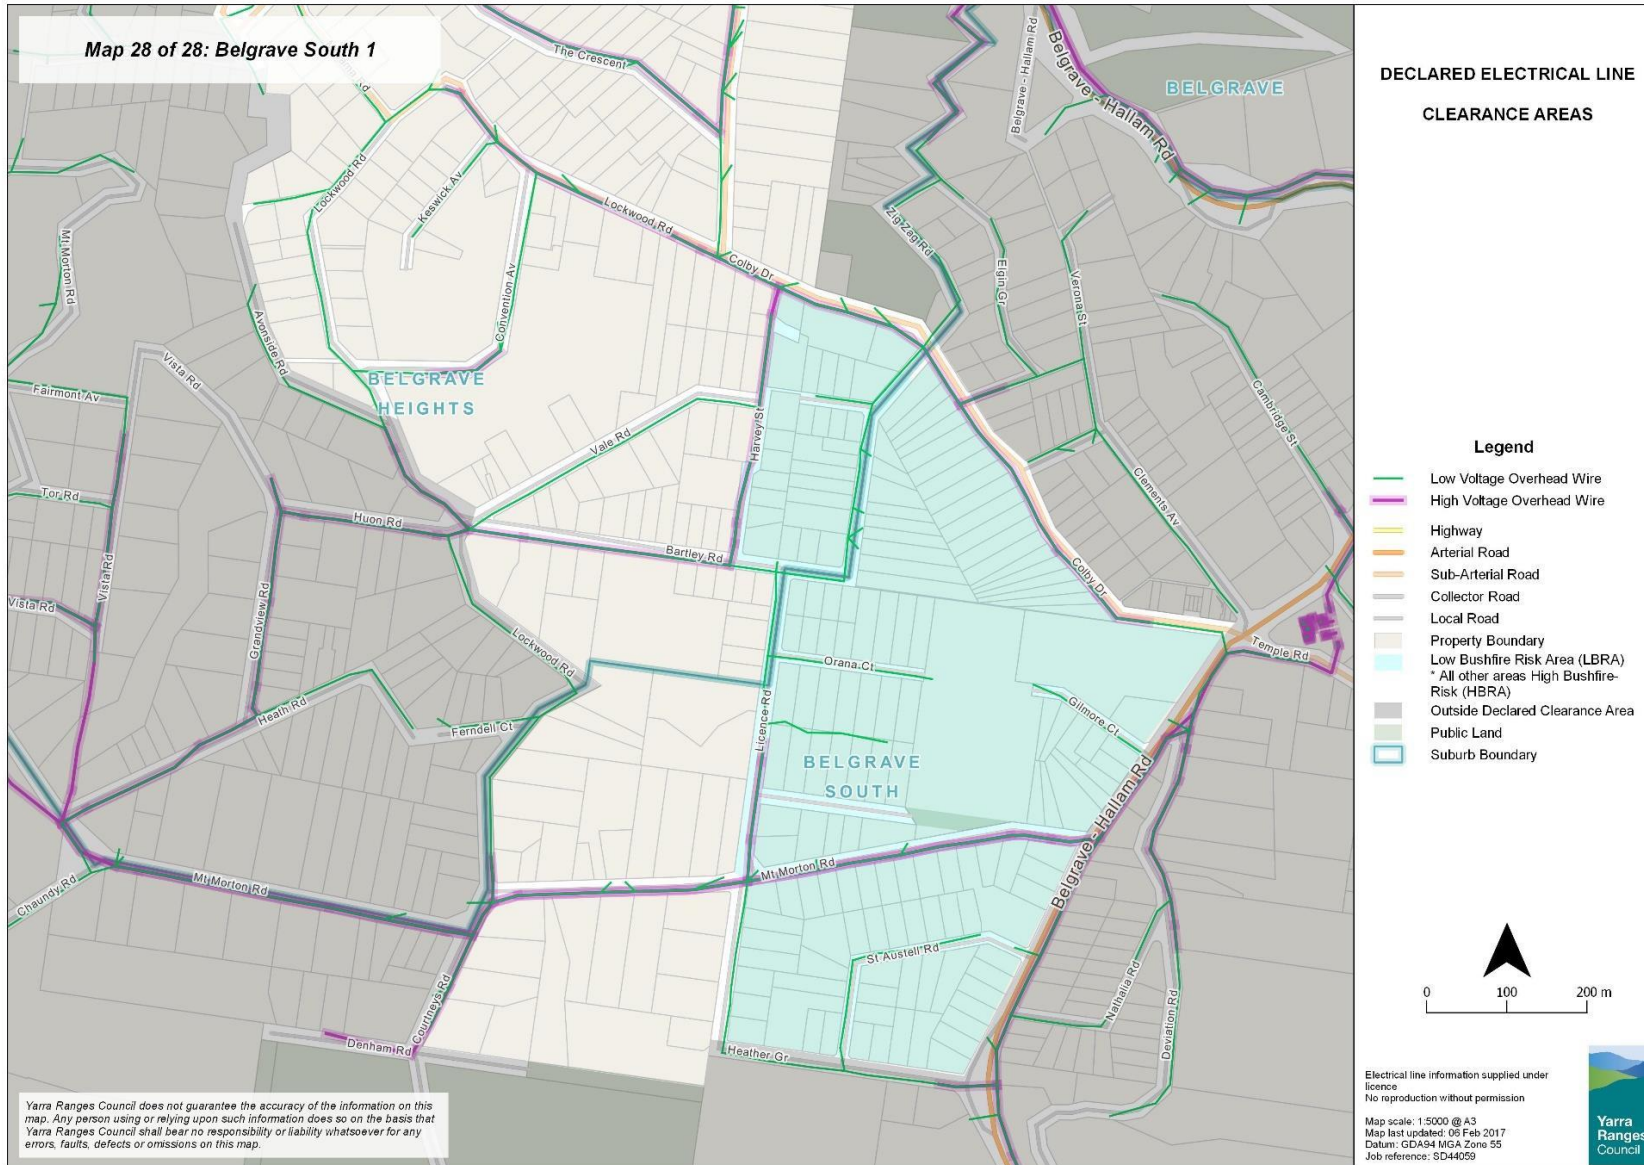 Map 28 of 28: Belgrave South 1
DECLARED ELECTRICAL LINE
CLEARANCE AREAS
BELGRAVE
The Crescent
Belgrave - Hallam Rd
Belgrave - Hallam Rd
Lockwood Rd
Keswick Av
Lockwood Rd
Convention Av
Colby Dr
Zig Zag Rd
Elgin Gr
Verona St
Cambridge St
Mt Morton Rd
Avonside Rd
Vista Rd
Fairmont Av
BELGRAVE
HEIGHTS
Vale Rd
Harvey St
Clements Av
Tor Rd
Huon Rd
Bartley Rd
Colby Dr
Vista Rd
Vista Rd
Grandview Rd
Lockwood Rd
Orana Ct
Temple Rd
Heath Rd
Ferndell Ct
Licence Rd
Gilmore Ct
BELGRAVE
SOUTH
Belgrave - Hallam Rd
Mt Morton Rd
Mt Morton Rd
Chaundy Rd
St Austell Rd
Courtneys Rd
Nathalia Rd
Deviation Rd
Denham Rd
Heather Gr
Legend
Low Voltage Overhead Wire
High Voltage Overhead Wire
Highway
Arterial Road
Sub-Arterial Road
Collector Road
Local Road
Property Boundary
Low Bushfire Risk Area (LBRA)
* All other areas High Bushfire-
Risk (HBRA)
Outside Declared Clearance Area
Public Land
Suburb Boundary
0 100 200 m
Electrical line information supplied under
licence
No reproduction without permission
Map scale: 1:5000 @ A3
Map last updated: 06 Feb 2017
Datum: GDA94 MGA Zone 55
Job reference: SD44059
Yarra
Ranges
Council
Yarra Ranges Council does not guarantee the accuracy of the information on this
map. Any person using or relying upon such information does so on the basis that
Yarra Ranges Council shall bear no responsibility or liability whatsoever for any
errors, faults, defects or omissions on this map.